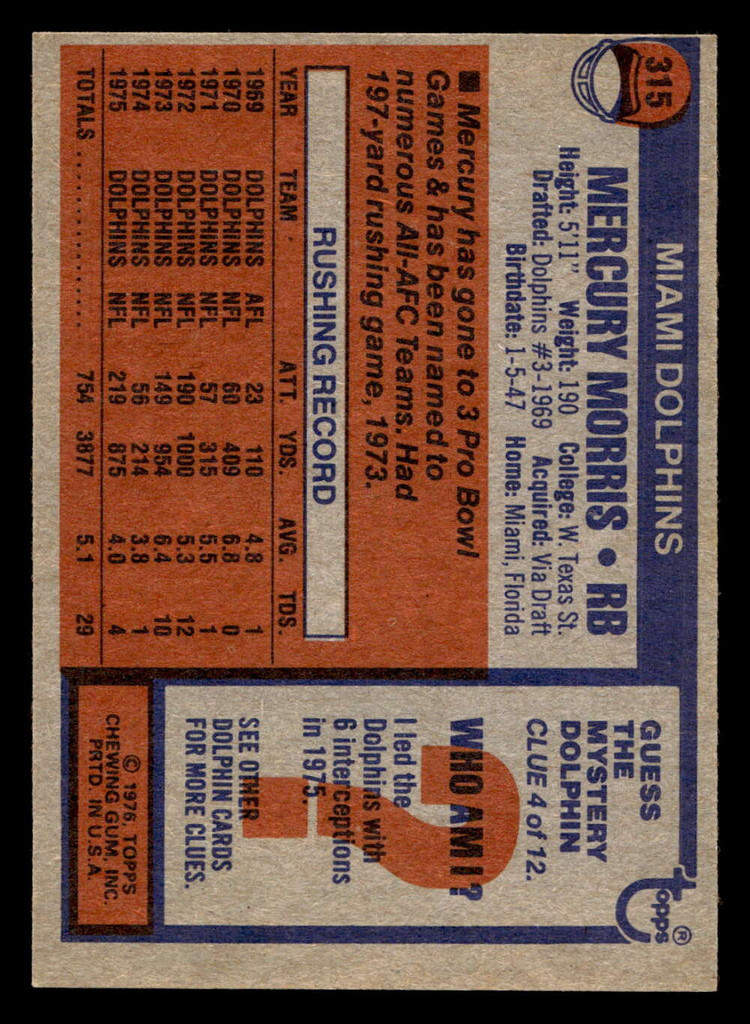 315
MIAMI DOLPHINS
MERCURY MORRIS • RB
Height: 5'11" Weight: 190 College: W. Texas St.
Drafted: Dolphins #3-1969 Acquired: Via Draft
Birthdate: 1-5-47 Home: Miami, Florida
■ Mercury has gone to 3 Pro Bowl
Games & has been named to
numerous All-AFC Teams. Had
197-yard rushing game, 1973.
RUSHING RECORD
YEAR TEAM ATT. YDS. AVG. TDS.
1969 DOLPHINS AFL 23 110 4.8 1
1970 DOLPHINS NFL 60 409 6.8 0
1971 DOLPHINS NFL 57 315 5.5 1
1972 DOLPHINS NFL 190 1000 5.3 12
1973 DOLPHINS NFL 149 954 6.4 10
1974 DOLPHINS NFL 56 214 3.8 1
1975 DOLPHINS NFL 219 875 4.0 4
TOTALS .................... 754 3877 5.1 29
topps ®
GUESS
THE
MYSTERY
DOLPHIN
CLUE 4 of 12.
?
WHO AM I?
I led the
Dolphins with
6 interceptions
in 1975.
SEE OTHER
DOLPHIN CARDS
FOR MORE CLUES.
© 1976. TOPPS
CHEWING GUM, INC.
PRTD. IN U.S.A.